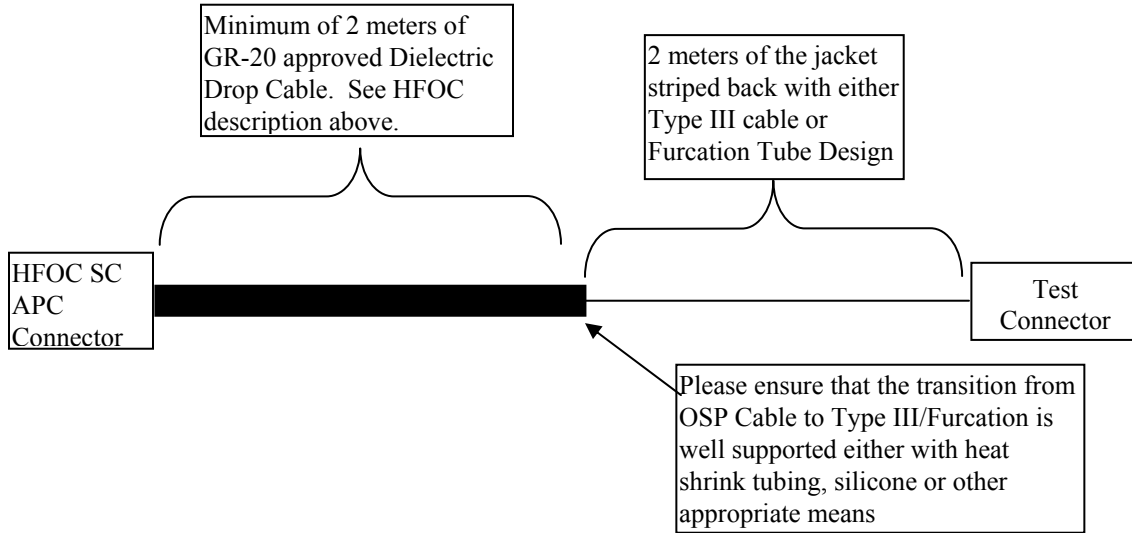 Minimum of 2 meters of
GR-20 approved Dielectric
Drop Cable.  See HFOC
description above.
2 meters of the jacket
striped back with either
Type III cable or
Furcation Tube Design
HFOC SC
APC
Connector
Test
Connector
Please ensure that the transition from
OSP Cable to Type III/Furcation is
well supported either with heat
shrink tubing, silicone or other
appropriate means